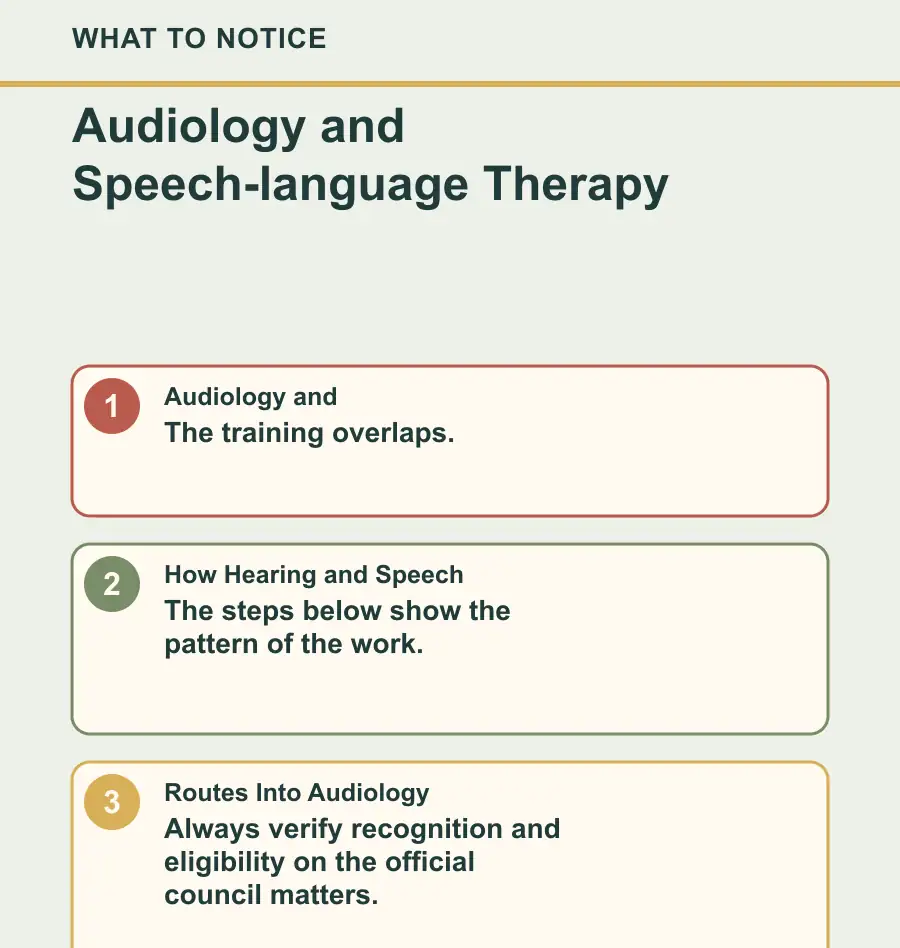 WHAT TO NOTICE
Audiology and
Speech-language Therapy
1
Audiology and
The training overlaps.
2
How Hearing and Speech
The steps below show the
pattern of the work.
3
Routes Into Audiology
Always verify recognition and
eligibility on the official
council matters.